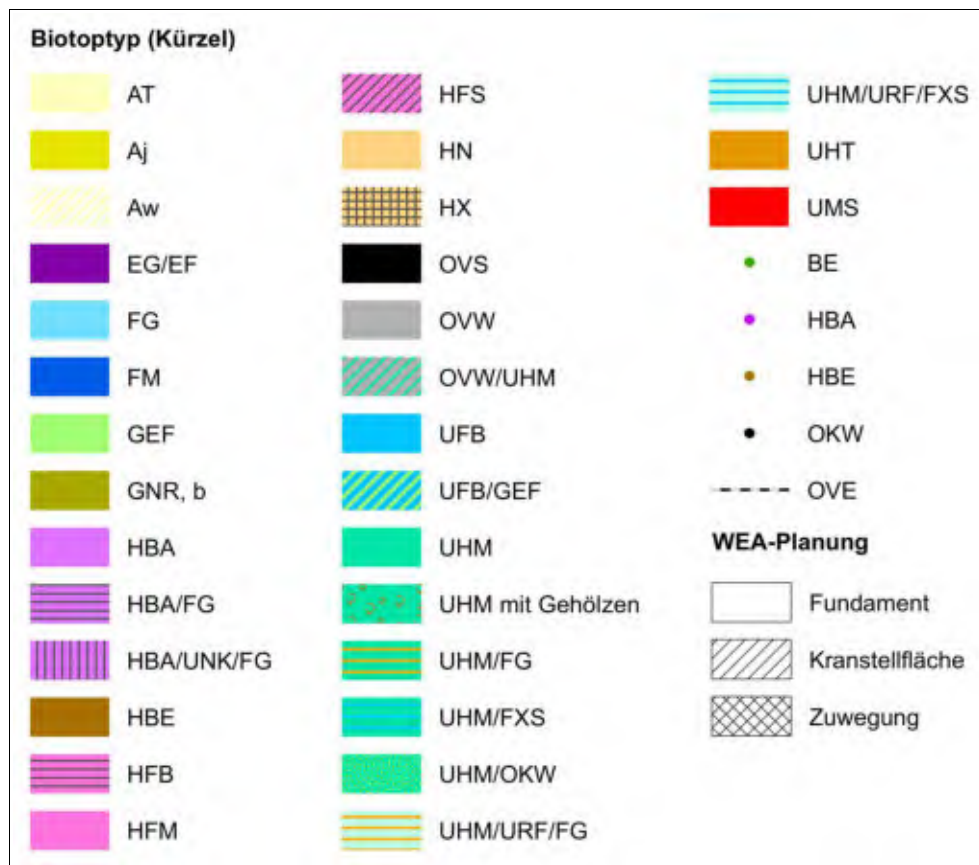 Biotoptyp (Kürzel)
AT
Aj
Aw
EG/EF
FG
FM
GEF
GNR, b
HBA
HBA/FG
HBA/UNK/FG
HBE
HFB
HFM
HFS
HN
HX
OVS
OVW
OVW/UHM
UFB
UFB/GEF
UHM
UHM mit Gehölzen
UHM/FG
UHM/FXS
UHM/OKW
UHM/URF/FG
UHM/URF/FXS
UHT
UMS
BE
HBA
HBE
OKW
OVE
WEA-Planung
Fundament
Kranstellfläche
Zuwegung